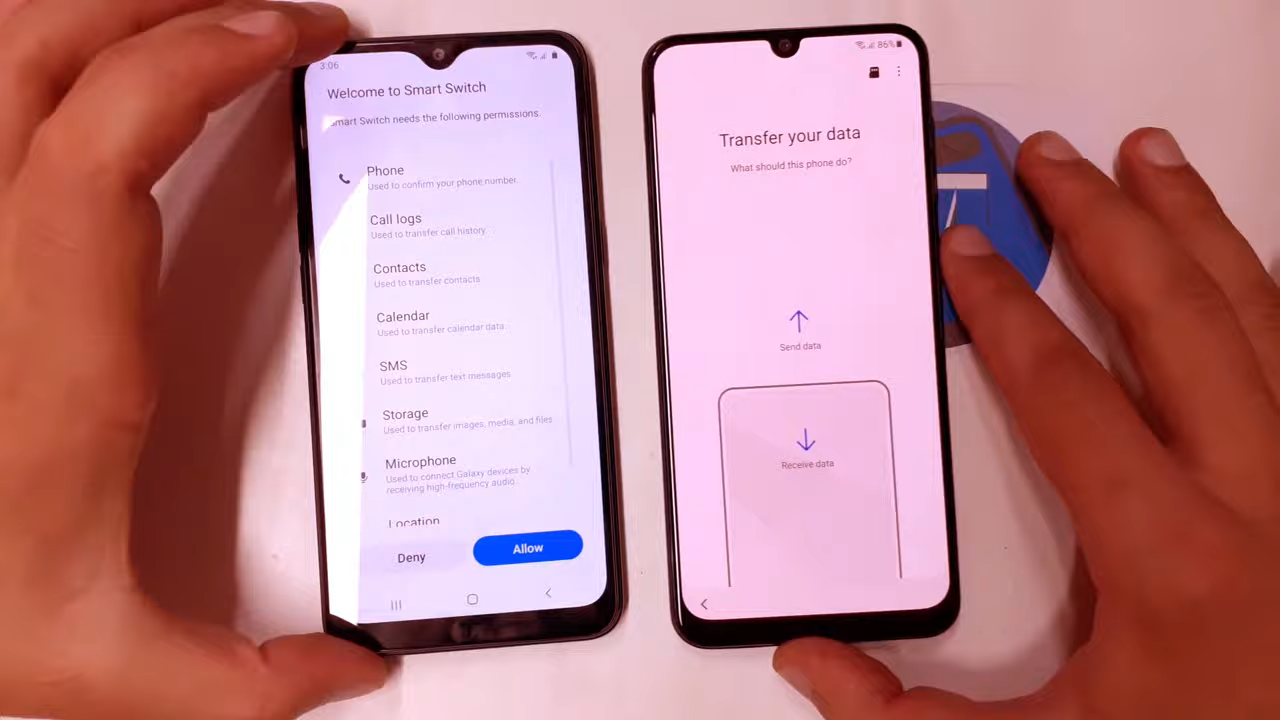 3:06
Welcome to Smart Switch
Smart Switch needs the following permissions.
Phone
Used to confirm your phone number.
Call logs
Used to transfer call history.
Contacts
Used to transfer contacts
Calendar
Used to transfer calendar data.
SMS
Used to transfer text messages.
Storage
Used to transfer images, media, and files
Microphone
Used to connect Galaxy devices by
receiving high-frequency audio.
Location
Deny
Allow
86%
Transfer your data
What should this phone do?
Send data
Receive data